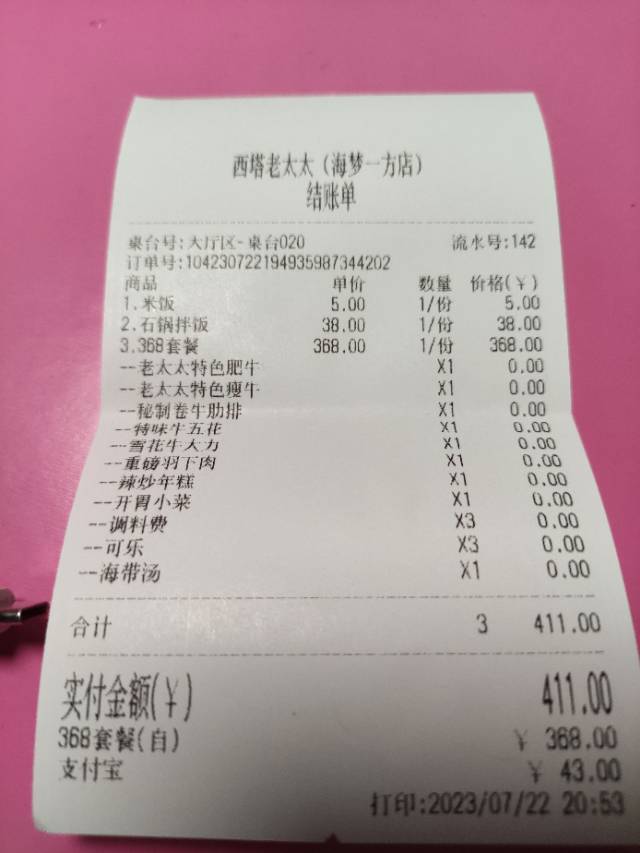 西塔老太太(海梦一方店)
结账单
桌台号:大厅区-桌台020 流水号:142
订单号:104230722194935987344202
商品 单价 数量 价格(¥)
1.米饭 5.00 1/份 5.00
2.石锅拌饭 38.00 1/份 38.00
3.368套餐 368.00 1/份 368.00
--老太太特色肥牛 X1 0.00
--老太太特色瘦牛 X1 0.00
--秘制卷牛肋排 X1 0.00
--特味牛五花 X1 0.00
--雪花牛大力 X1 0.00
--重磅羽下肉 X1 0.00
--辣炒年糕 X1 0.00
--开胃小菜 X1 0.00
--调料费 X3 0.00
--可乐 X3 0.00
--海带汤 X1 0.00
合计 3 411.00
实付金额(¥) 411.00
368套餐(自) ¥ 368.00
支付宝 ¥ 43.00
打印:2023/07/22 20:53